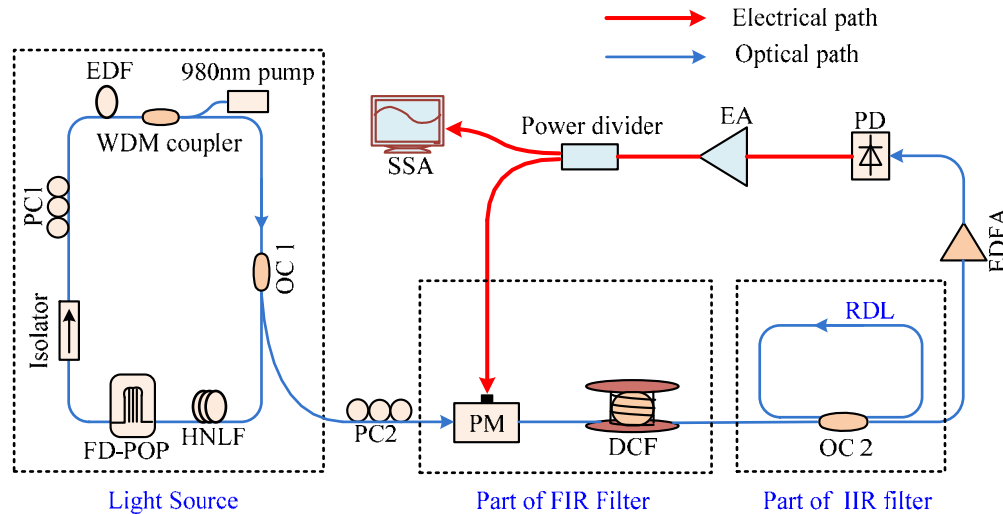 Electrical path
Optical path
EDF
980nm pump
WDM coupler
PC1
OC 1
Isolator
FD-POP
HNLF
Light Source
SSA
Power divider
EA
PD
EDFA
PC2
PM
DCF
Part of FIR Filter
RDL
OC 2
Part of IIR filter